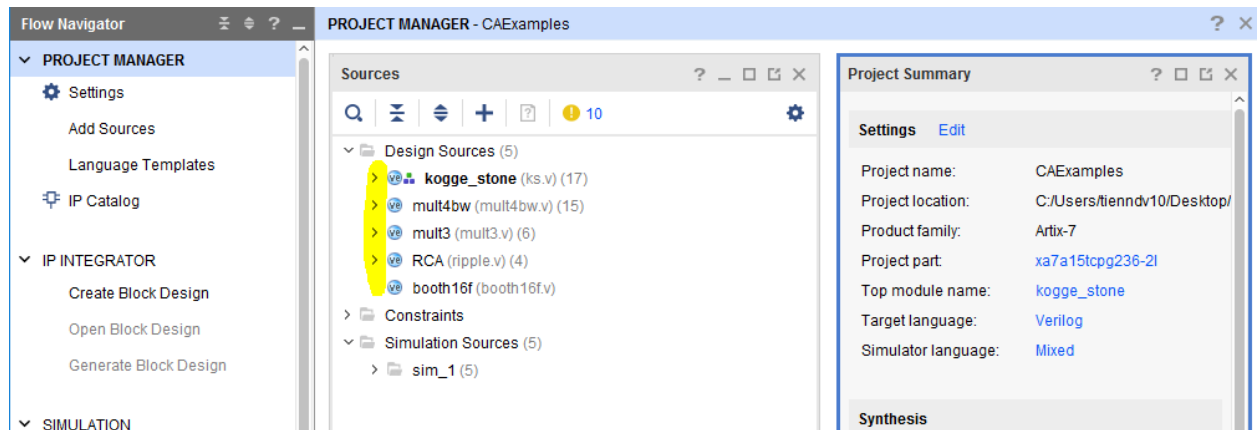 Flow Navigator
PROJECT MANAGER
Settings
Add Sources
Language Templates
IP Catalog
IP INTEGRATOR
Create Block Design
Open Block Design
Generate Block Design
SIMULATION
PROJECT MANAGER - CAExamples
Sources
10
Design Sources (5)
kogge_stone (ks.v) (17)
mult4bw (mult4bw.v) (15)
mult3 (mult3.v) (6)
RCA (ripple.v) (4)
booth16f (booth16f.v)
Constraints
Simulation Sources (5)
sim_1 (5)
Project Summary
Settings Edit
Project name: CAExamples
Project location: C:/Users/tienndv10/Desktop/
Product family: Artix-7
Project part: xa7a15tcpg236-2I
Top module name: kogge_stone
Target language: Verilog
Simulator language: Mixed
Synthesis